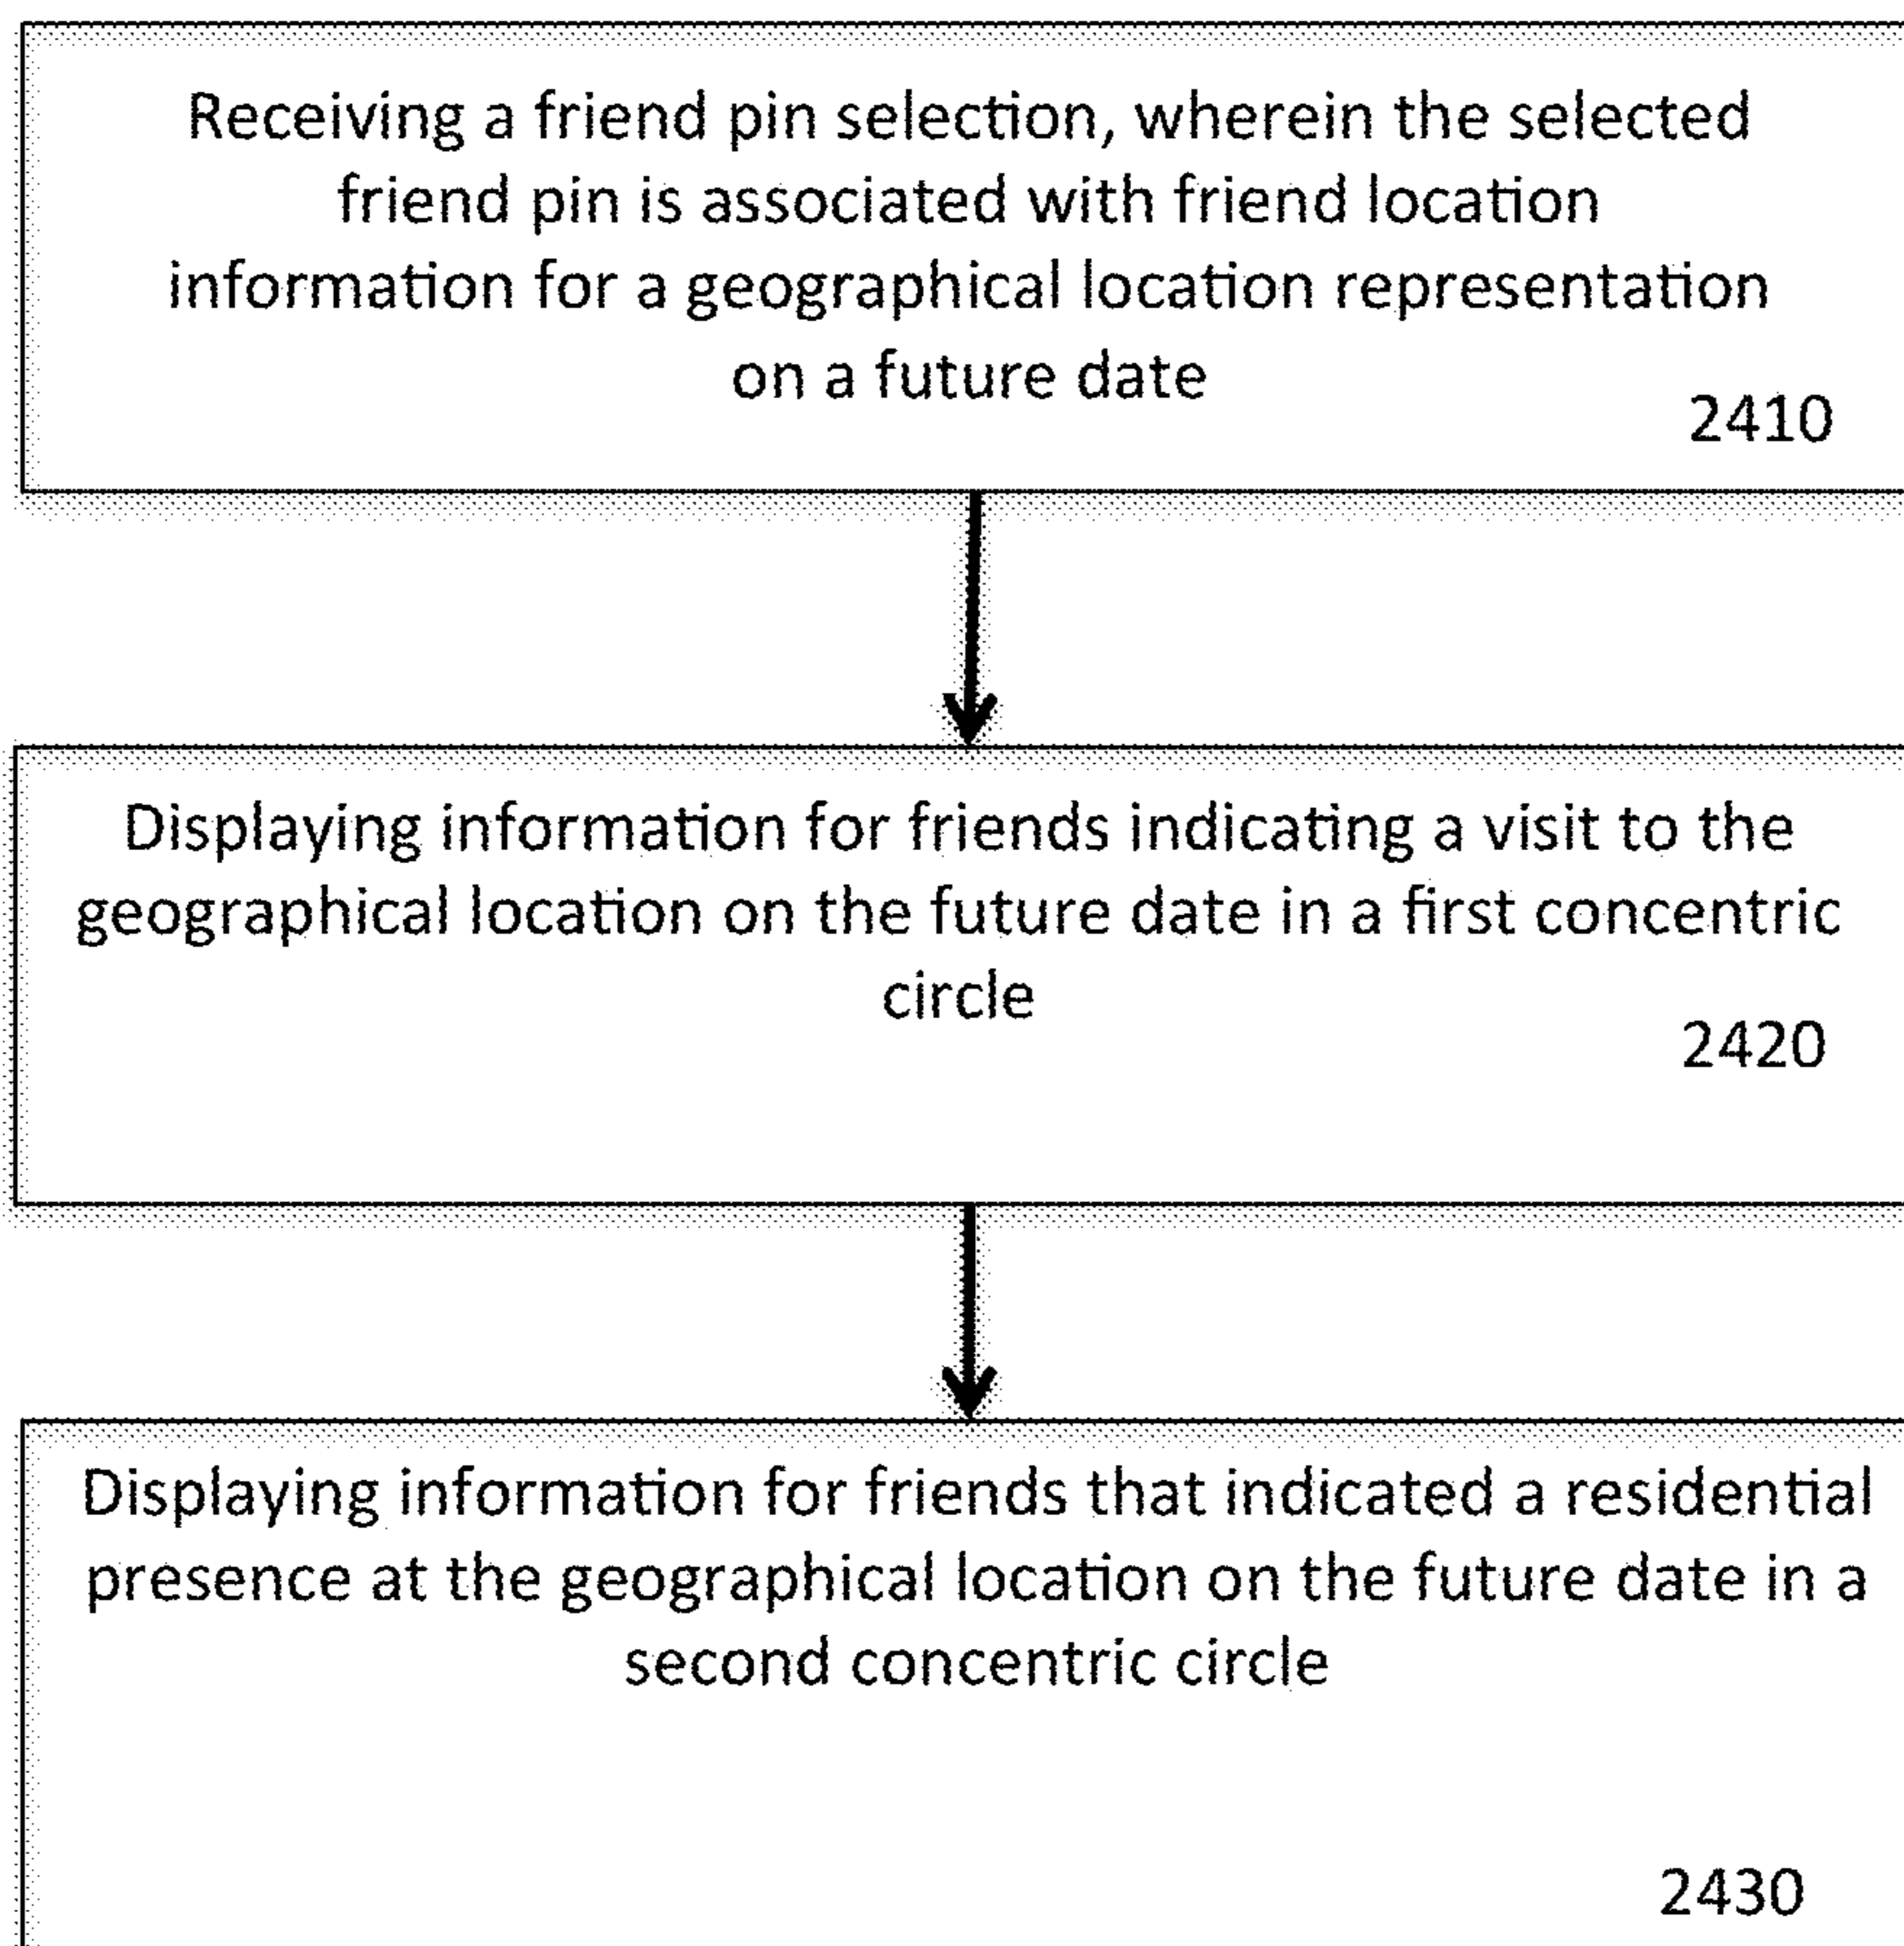 Receiving a friend pin selection, wherein the selected
friend pin is associated with friend location
information for a geographical location representation
on a future date
2410
Displaying information for friends indicating a visit to the
geographical location on the future date in a first concentric
circle
2420
Displaying information for friends that indicated a residential
presence at the geographical location on the future date in a
second concentric circle
2430